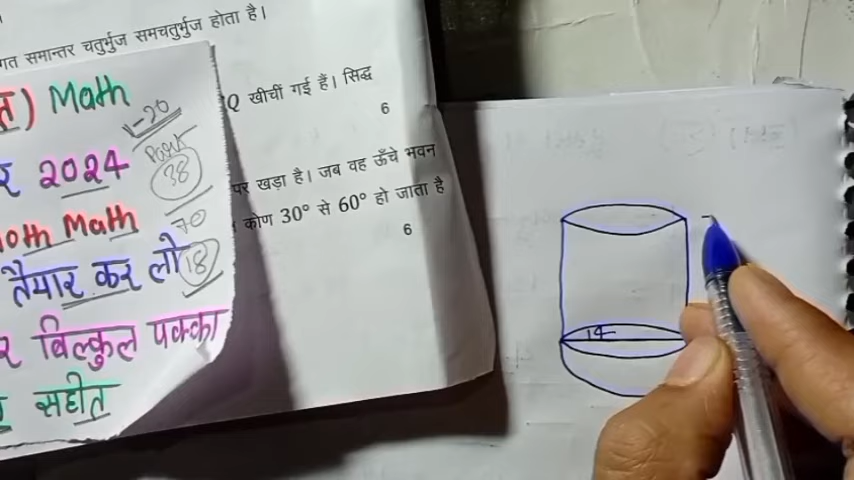 गत समान्तर चतुर्भुज समचतुर्भुज होता है।
Q खीचीं गई हैं। सिद्ध
6
पर खड़ा है। जब वह ऊँचे भवन
कोण 30° से 60° हो जाता है
6
) Math
20
2024
38
10th Math
70
तैयार कर लो
18
र बिल्कुल पक्का
सहीत
14